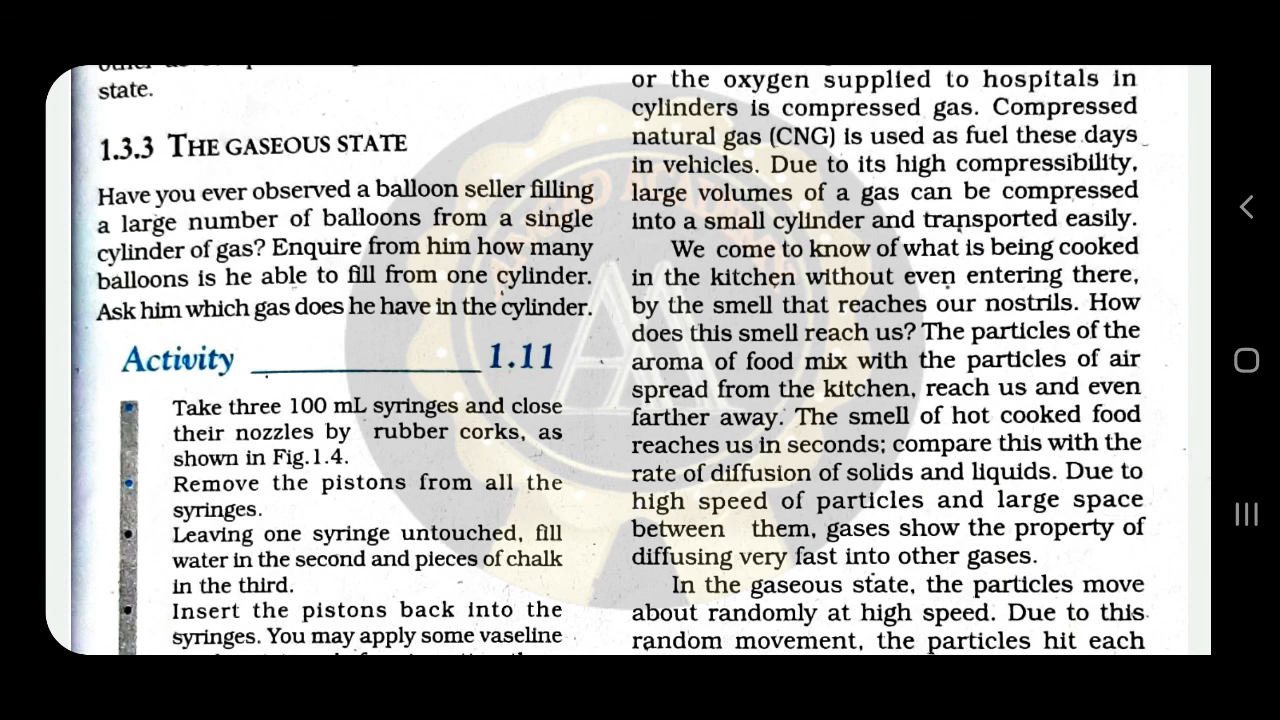 state.
1.3.3 THE GASEOUS STATE
Have you ever observed a balloon seller filling
a large number of balloons from a single
cylinder of gas? Enquire from him how many
balloons is he able to fill from one cylinder.
Ask him which gas does he have in the cylinder.
Activity 1.11
• Take three 100 mL syringes and close
their nozzles by rubber corks, as
shown in Fig.1.4.
• Remove the pistons from all the
syringes.
• Leaving one syringe untouched, fill
water in the second and pieces of chalk
in the third.
• Insert the pistons back into the
syringes. You may apply some vaseline
or the oxygen supplied to hospitals in
cylinders is compressed gas. Compressed
natural gas (CNG) is used as fuel these days
in vehicles. Due to its high compressibility,
large volumes of a gas can be compressed
into a small cylinder and transported easily.
We come to know of what is being cooked
in the kitchen without even entering there,
by the smell that reaches our nostrils. How
does this smell reach us? The particles of the
aroma of food mix with the particles of air
spread from the kitchen, reach us and even
farther away. The smell of hot cooked food
reaches us in seconds; compare this with the
rate of diffusion of solids and liquids. Due to
high speed of particles and large space
between them, gases show the property of
diffusing very fast into other gases.
In the gaseous state, the particles move
about randomly at high speed. Due to this
random movement, the particles hit each